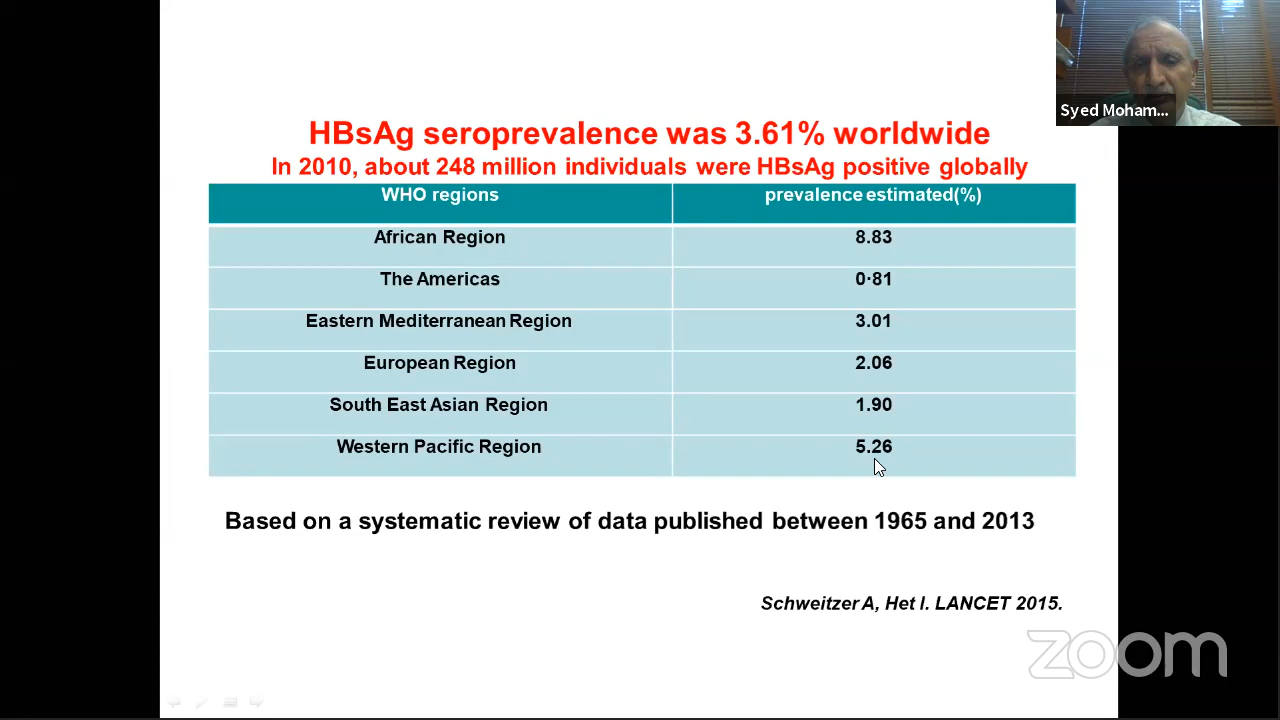 Syed Moham...
HBsAg seroprevalence was 3.61% worldwide
In 2010, about 248 million individuals were HBsAg positive globally
WHO regions prevalence estimated(%)
African Region 8.83
The Americas 0·81
Eastern Mediterranean Region 3.01
European Region 2.06
South East Asian Region 1.90
Western Pacific Region 5.26
Based on a systematic review of data published between 1965 and 2013
Schweitzer A, Het I. LANCET 2015.
zoom